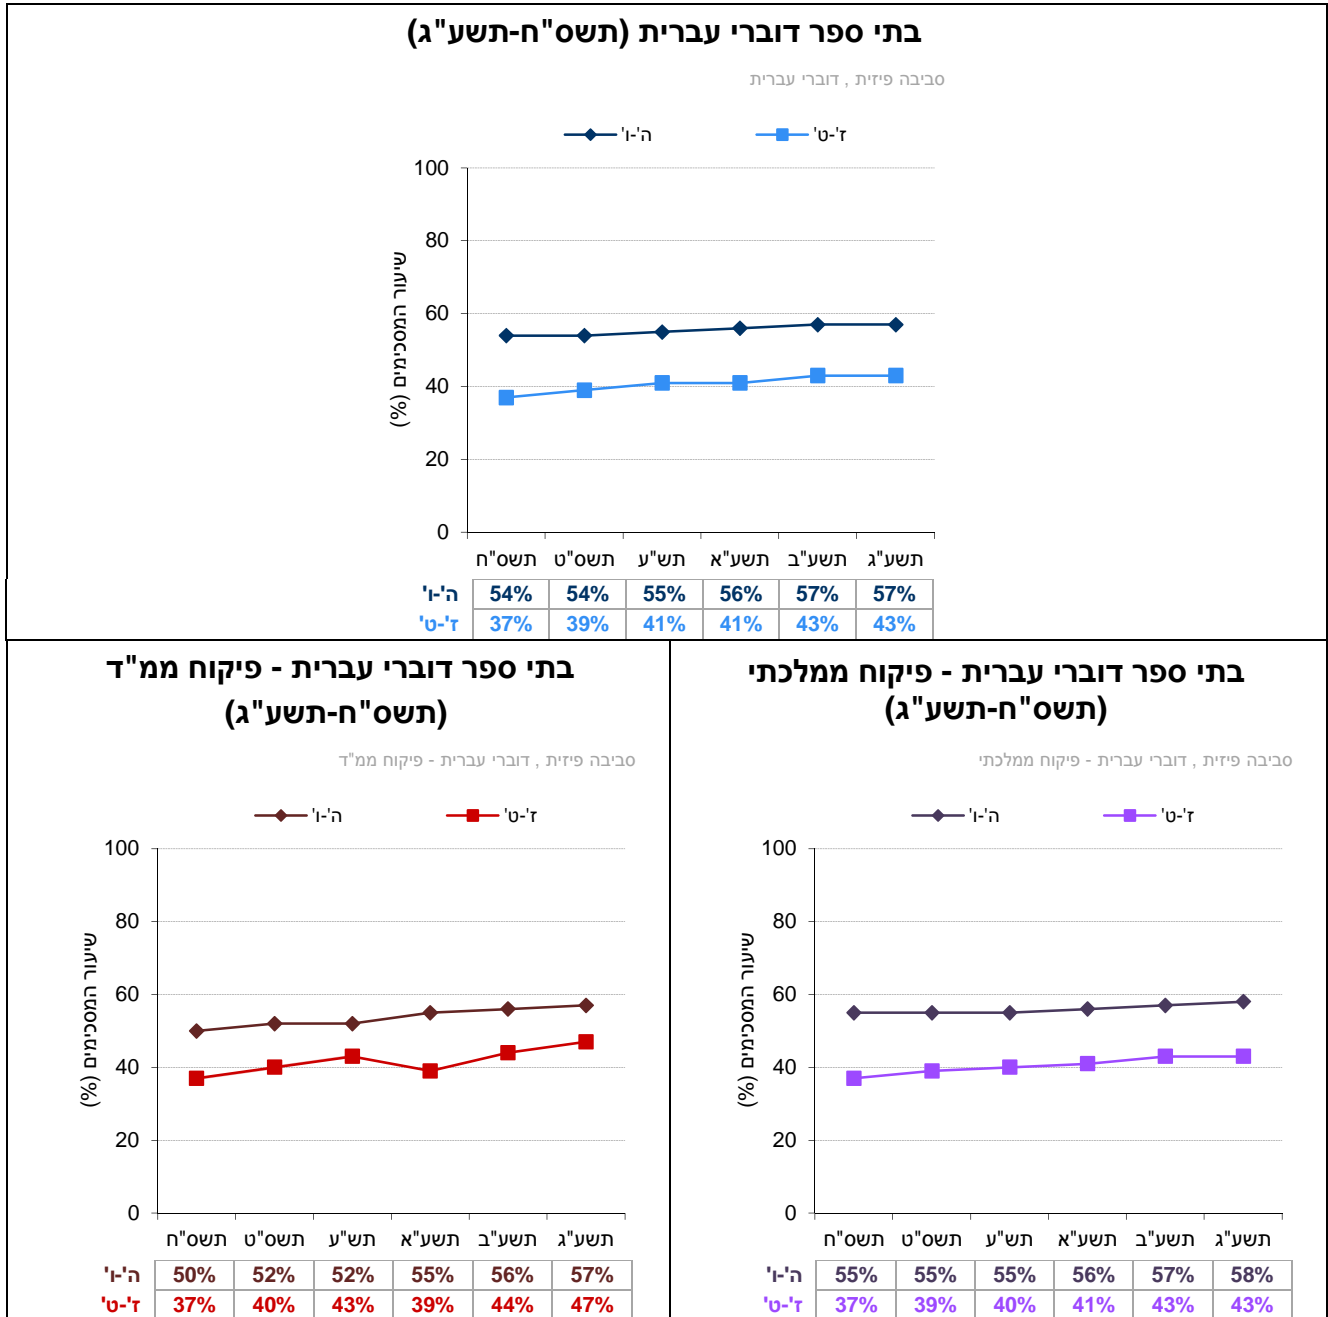 בתי ספר דוברי עברית (תשס"ח-תשע"ג)
סביבה פיזית , דוברי עברית
ה'-ו' ז'-ט'
שיעור המסכימים (%)
100
80
60
40
20
0
תשס"ח תשס"ט תש"ע תשע"א תשע"ב תשע"ג
ה'-ו' 54% 54% 55% 56% 57% 57%
ז'-ט' 37% 39% 41% 41% 43% 43%
בתי ספר דוברי עברית - פיקוח ממלכתי
(תשס"ח-תשע"ג)
סביבה פיזית , דוברי עברית - פיקוח ממלכתי
ה'-ו' ז'-ט'
שיעור המסכימים (%)
100
80
60
40
20
0
תשס"ח תשס"ט תש"ע תשע"א תשע"ב תשע"ג
ה'-ו' 55% 55% 55% 56% 57% 58%
ז'-ט' 37% 39% 40% 41% 43% 43%
בתי ספר דוברי עברית - פיקוח ממ"ד
(תשס"ח-תשע"ג)
סביבה פיזית , דוברי עברית - פיקוח ממ"ד
ה'-ו' ז'-ט'
שיעור המסכימים (%)
100
80
60
40
20
0
תשס"ח תשס"ט תש"ע תשע"א תשע"ב תשע"ג
ה'-ו' 50% 52% 52% 55% 56% 57%
ז'-ט' 37% 40% 43% 39% 44% 47%